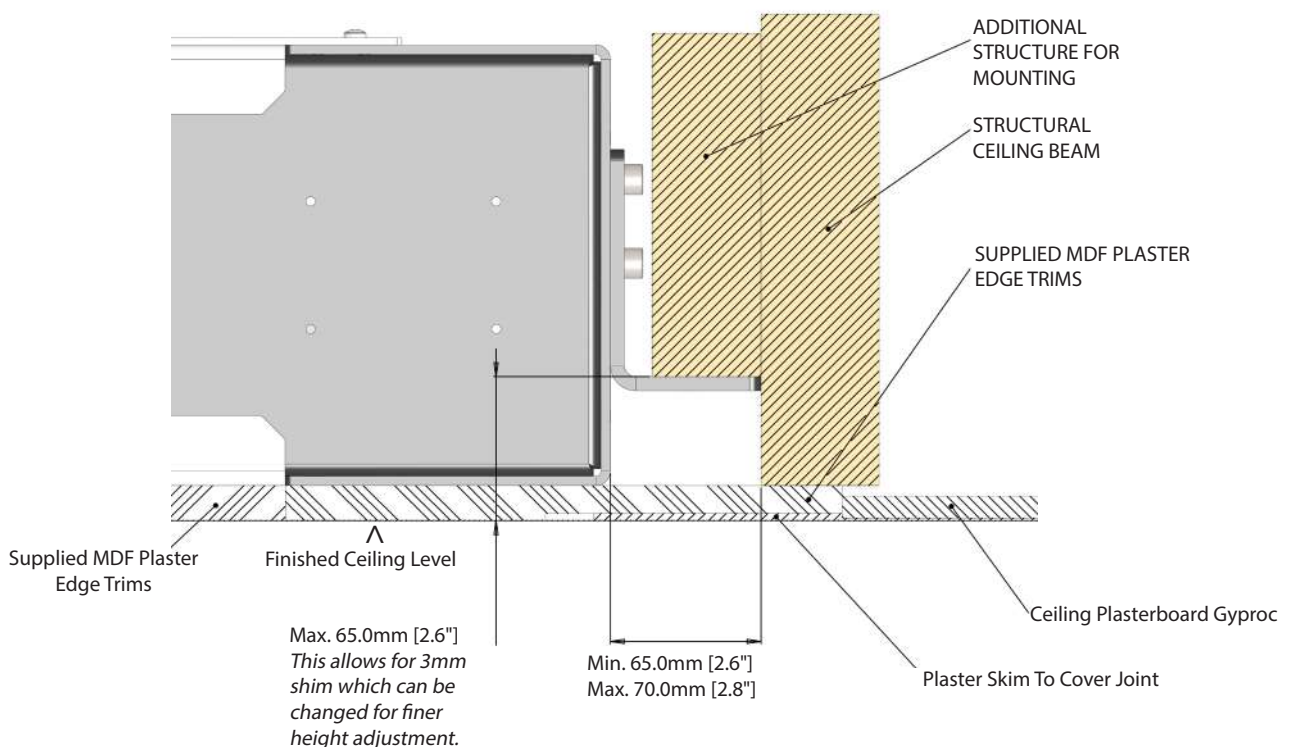 ADDITIONAL
STRUCTURE FOR
MOUNTING
STRUCTURAL
CEILING BEAM
SUPPLIED MDF PLASTER
EDGE TRIMS
Supplied MDF Plaster
Edge Trims
Finished Ceiling Level
Max. 65.0mm [2.6"]
This allows for 3mm
shim which can be
changed for finer
height adjustment.
Min. 65.0mm [2.6"]
Max. 70.0mm [2.8"]
Ceiling Plasterboard Gyproc
Plaster Skim To Cover Joint